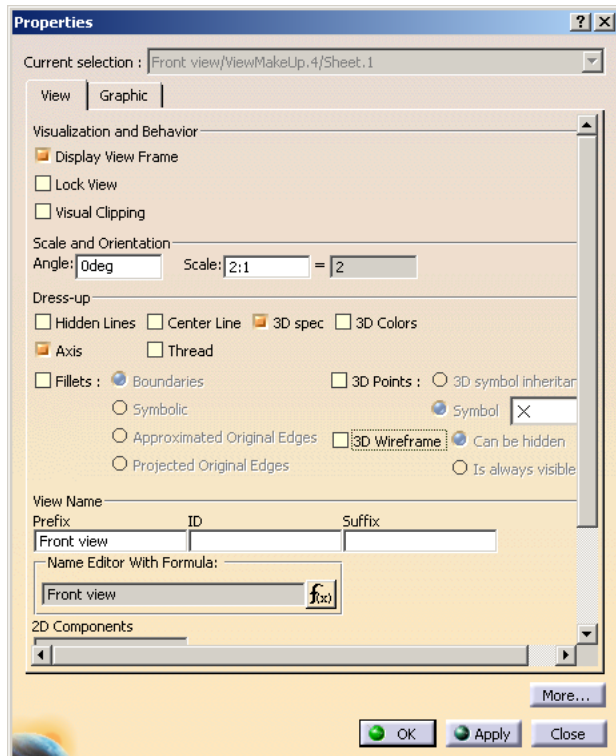 Properties
Current selection : Front view/ViewMakeUp.4/Sheet.1
View Graphic
Visualization and Behavior
Display View Frame
Lock View
Visual Clipping
Scale and Orientation
Angle: 0deg Scale: 2:1 = 2
Dress-up
Hidden Lines Center Line 3D spec 3D Colors
Axis Thread
Fillets : Boundaries 3D Points : 3D symbol inheritan
Symbolic Symbol X
Approximated Original Edges 3D Wireframe Can be hidden
Projected Original Edges Is always visible
View Name
Prefix ID Suffix
Front view
Name Editor With Formula:
Front view f(x)
2D Components
More...
OK Apply Close